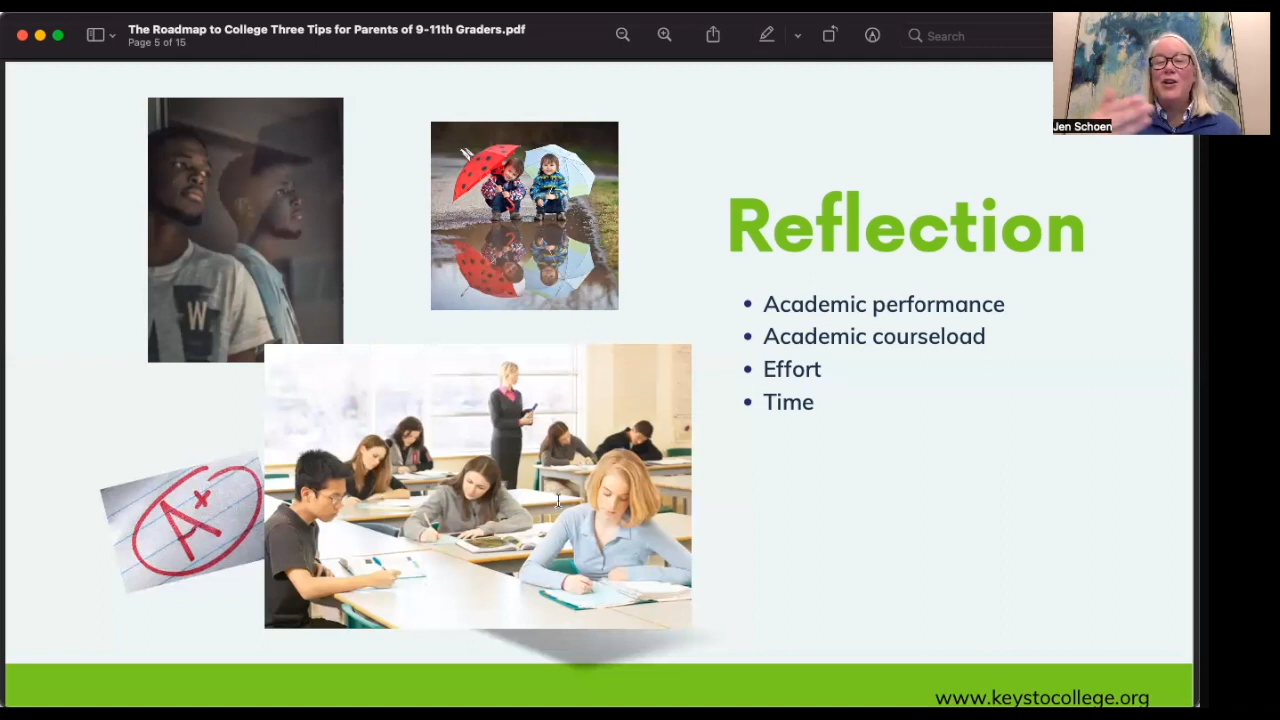 The Roadmap to College Three Tips for Parents of 9-11th Graders.pdf
Page 5 of 15
Search
Jen Schoen
W
Reflection
• Academic performance
• Academic courseload
• Effort
• Time
A+
www.keystocollege.org